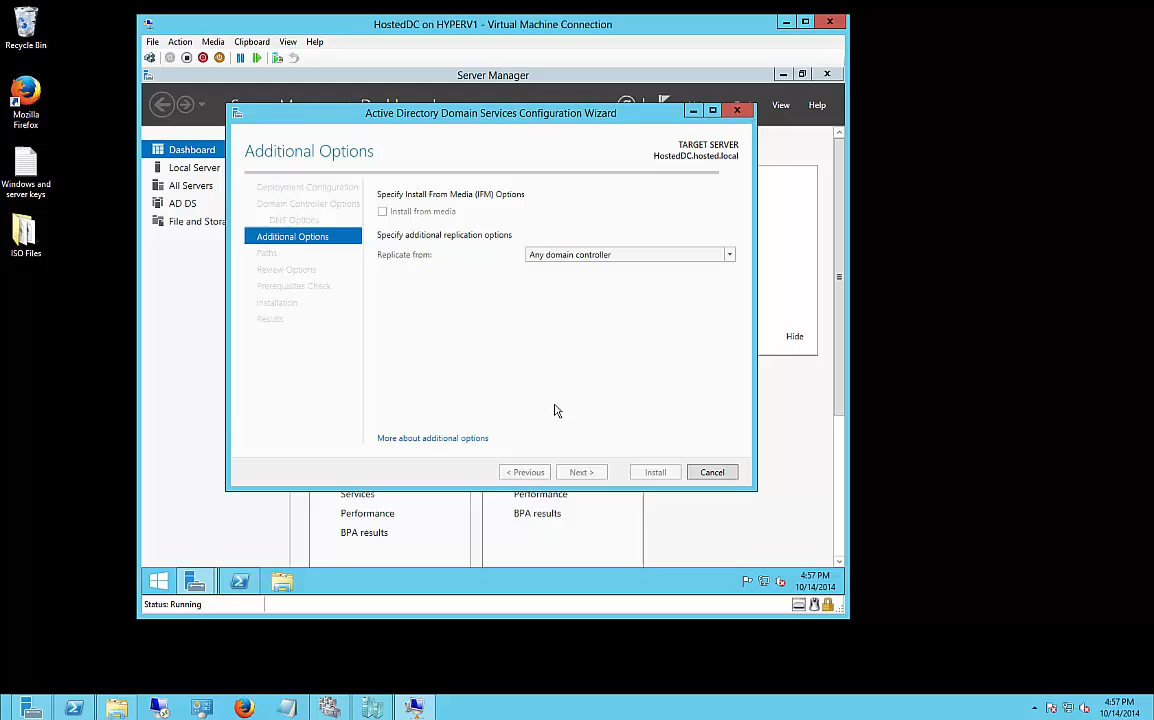 Recycle Bin
Mozilla
Firefox
Windows and
server keys
ISO Files
HostedDC on HYPERV1 - Virtual Machine Connection
File Action Media Clipboard View Help
Server Manager
View Help
Dashboard
Local Server
All Servers
AD DS
File and Stora
Active Directory Domain Services Configuration Wizard
Additional Options
TARGET SERVER
HostedDC.hosted.local
Deployment Configuration
Domain Controller Options
DNS Options
Additional Options
Paths
Review Options
Prerequisites Check
Installation
Results
Specify Install From Media (IFM) Options
Install from media
Specify additional replication options
Replicate from: Any domain controller
More about additional options
< Previous Next > Install Cancel
Hide
Services
Performance
BPA results
Performance
BPA results
4:57 PM
10/14/2014
Status: Running
4:57 PM
10/14/2014